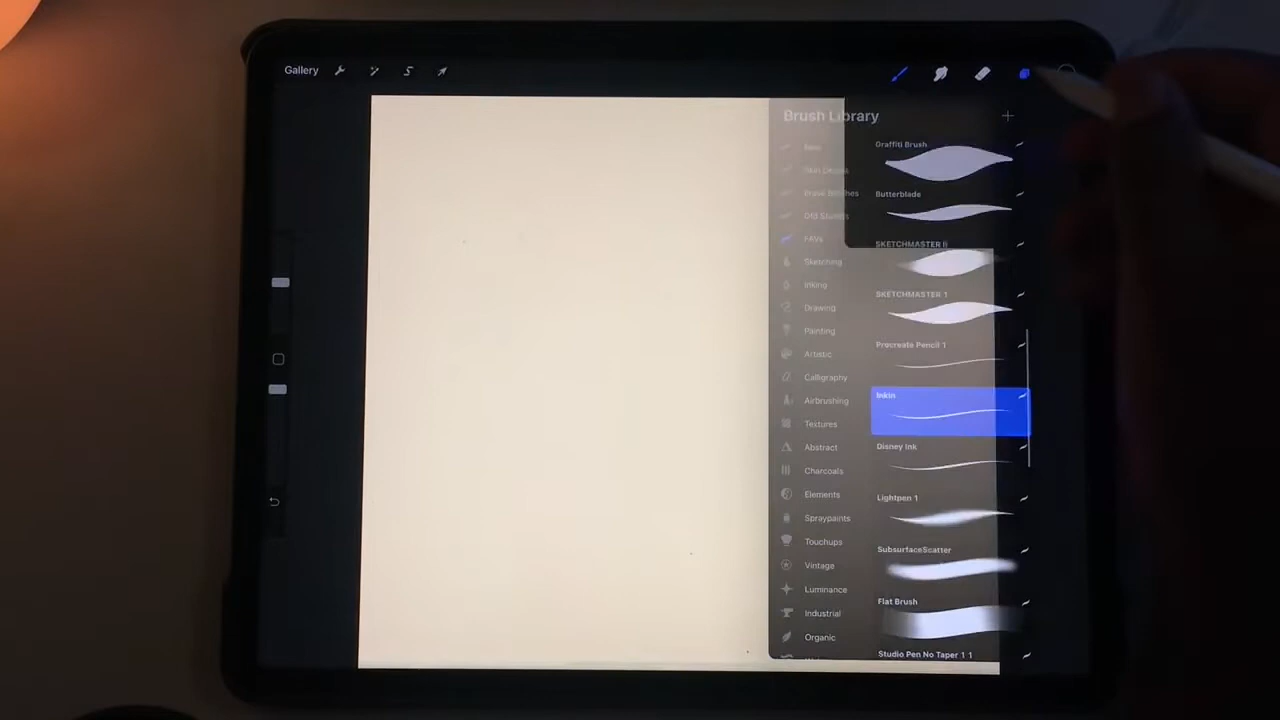 Gallery
Brush Library
Graffiti Brush
Butterblade
SKETCHMASTER
FAVs
Sketching
SKETCHMASTER 1
Inking
Drawing
Painting
Procreate Pencil 1
Artistic
Calligraphy
Inkin
Airbrushing
Textures
Disney Ink
Abstract
Charcoals
Lightpen 1
Elements
Spraypaints
SubsurfaceScatter
Touchups
Vintage
Luminance
Flat Brush
Industrial
Organic
Studio Pen No Taper 1 1